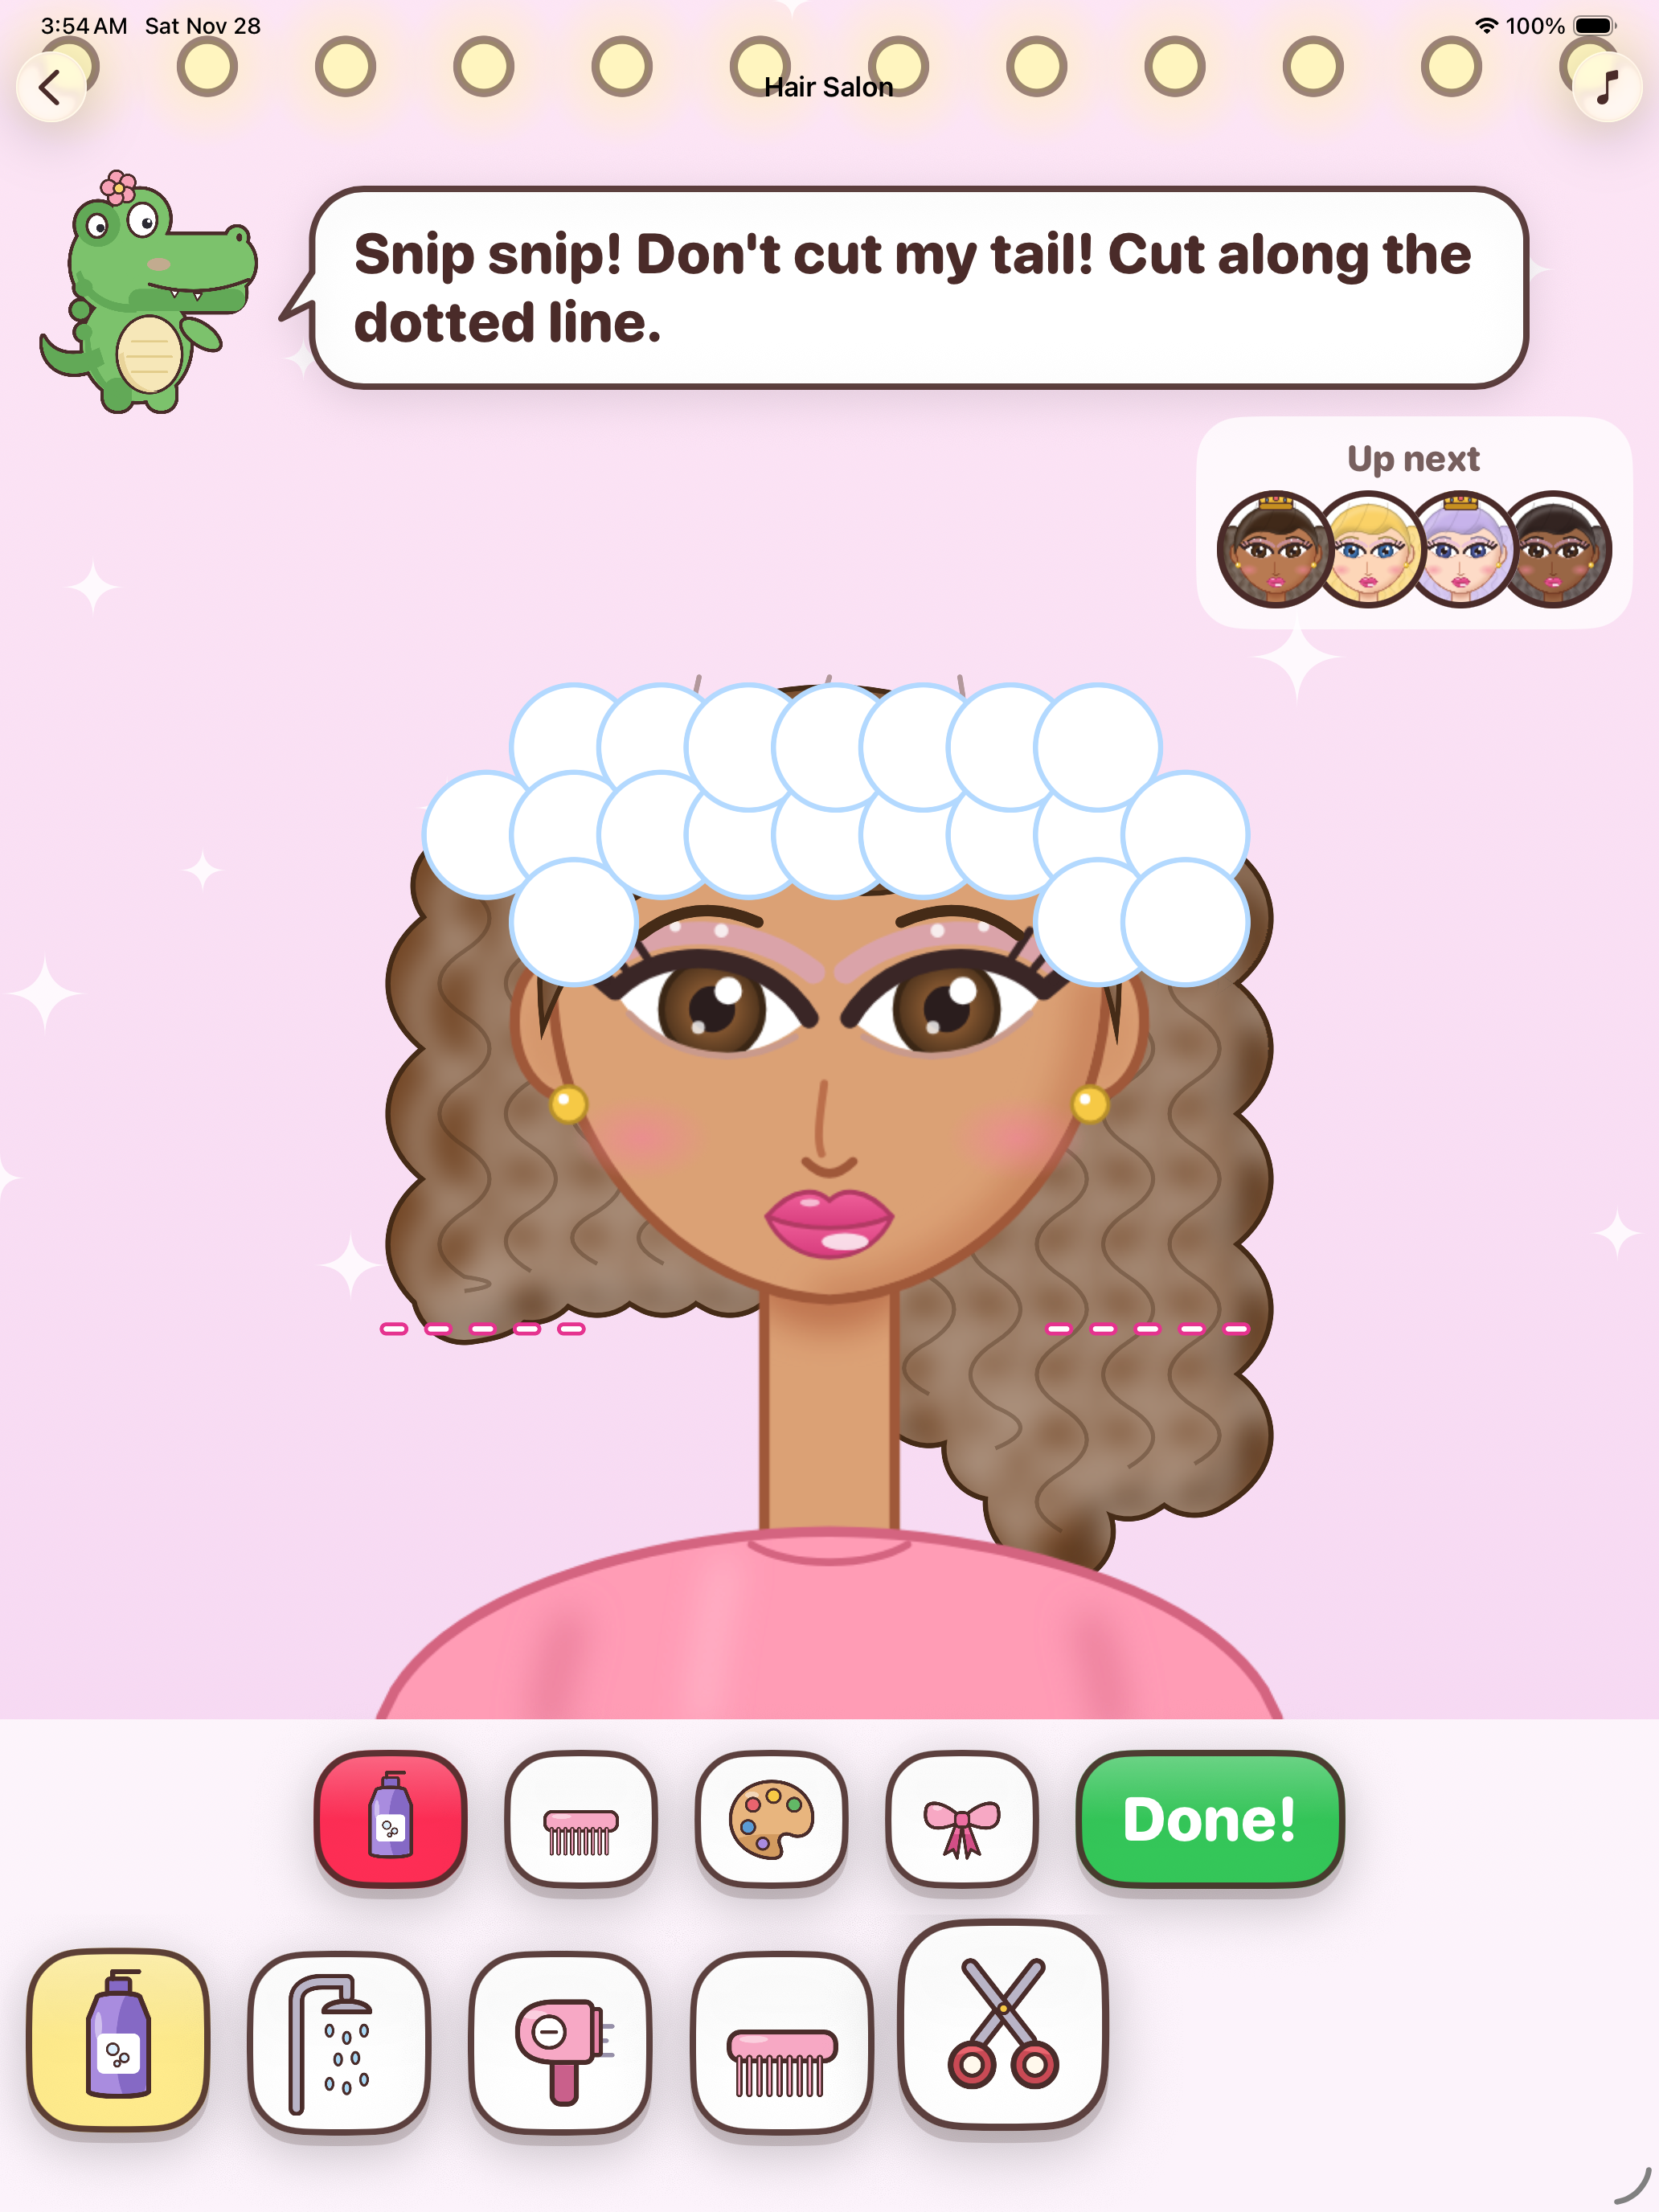 3:54 AM Sat Nov 28
100%
Hair Salon
Snip snip! Don't cut my tail! Cut along the
dotted line.
Up next
Done!